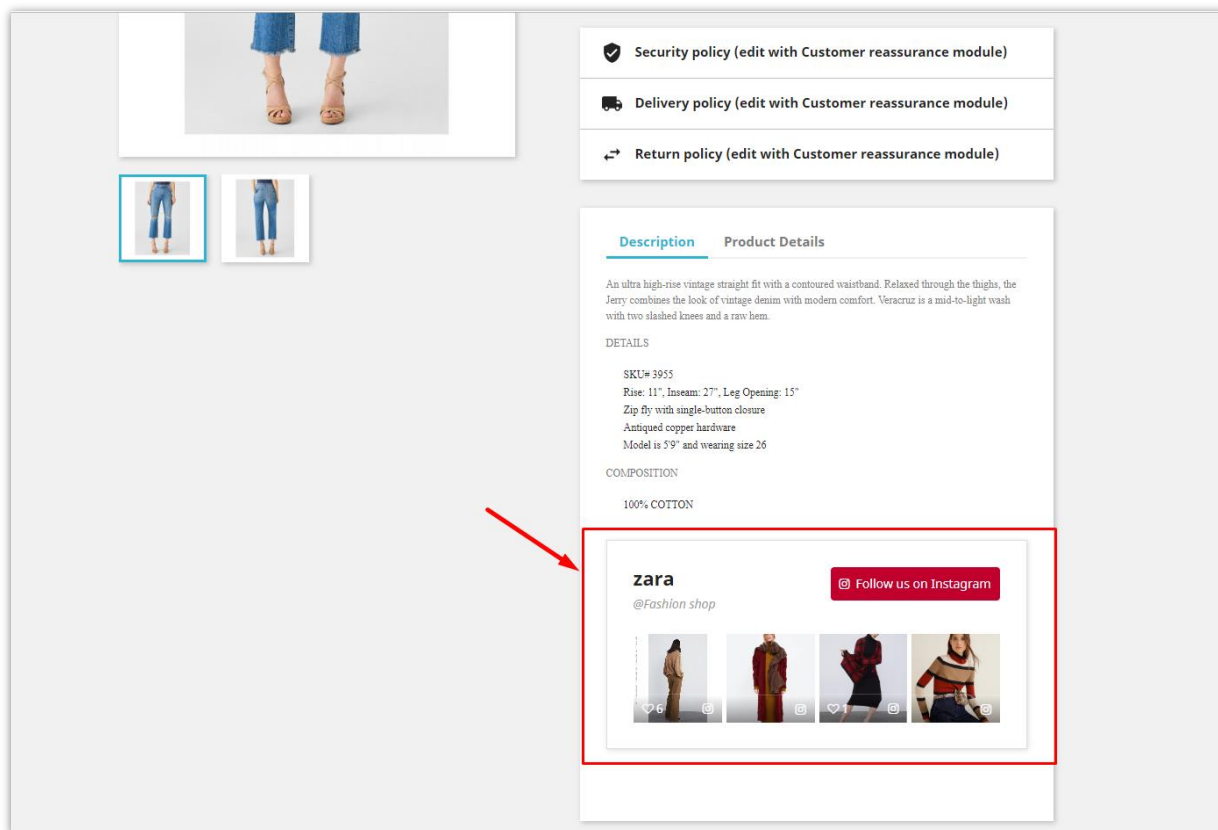 Security policy (edit with Customer reassurance module)
Delivery policy (edit with Customer reassurance module)
Return policy (edit with Customer reassurance module)
Description Product Details
An ultra high-rise vintage straight fit with a contoured waistband. Relaxed through the thighs, the
Jerry combines the look of vintage denim with modern comfort. Veracruz is a mid-to-light wash
with two slashed knees and a raw hem.
DETAILS
SKU# 3955
Rise: 11", Inseam: 27", Leg Opening: 15"
Zip fly with single-button closure
Antiqued copper hardware
Model is 5'9" and wearing size 26
COMPOSITION
100% COTTON
zara
Follow us on Instagram
@Fashion shop
6
1